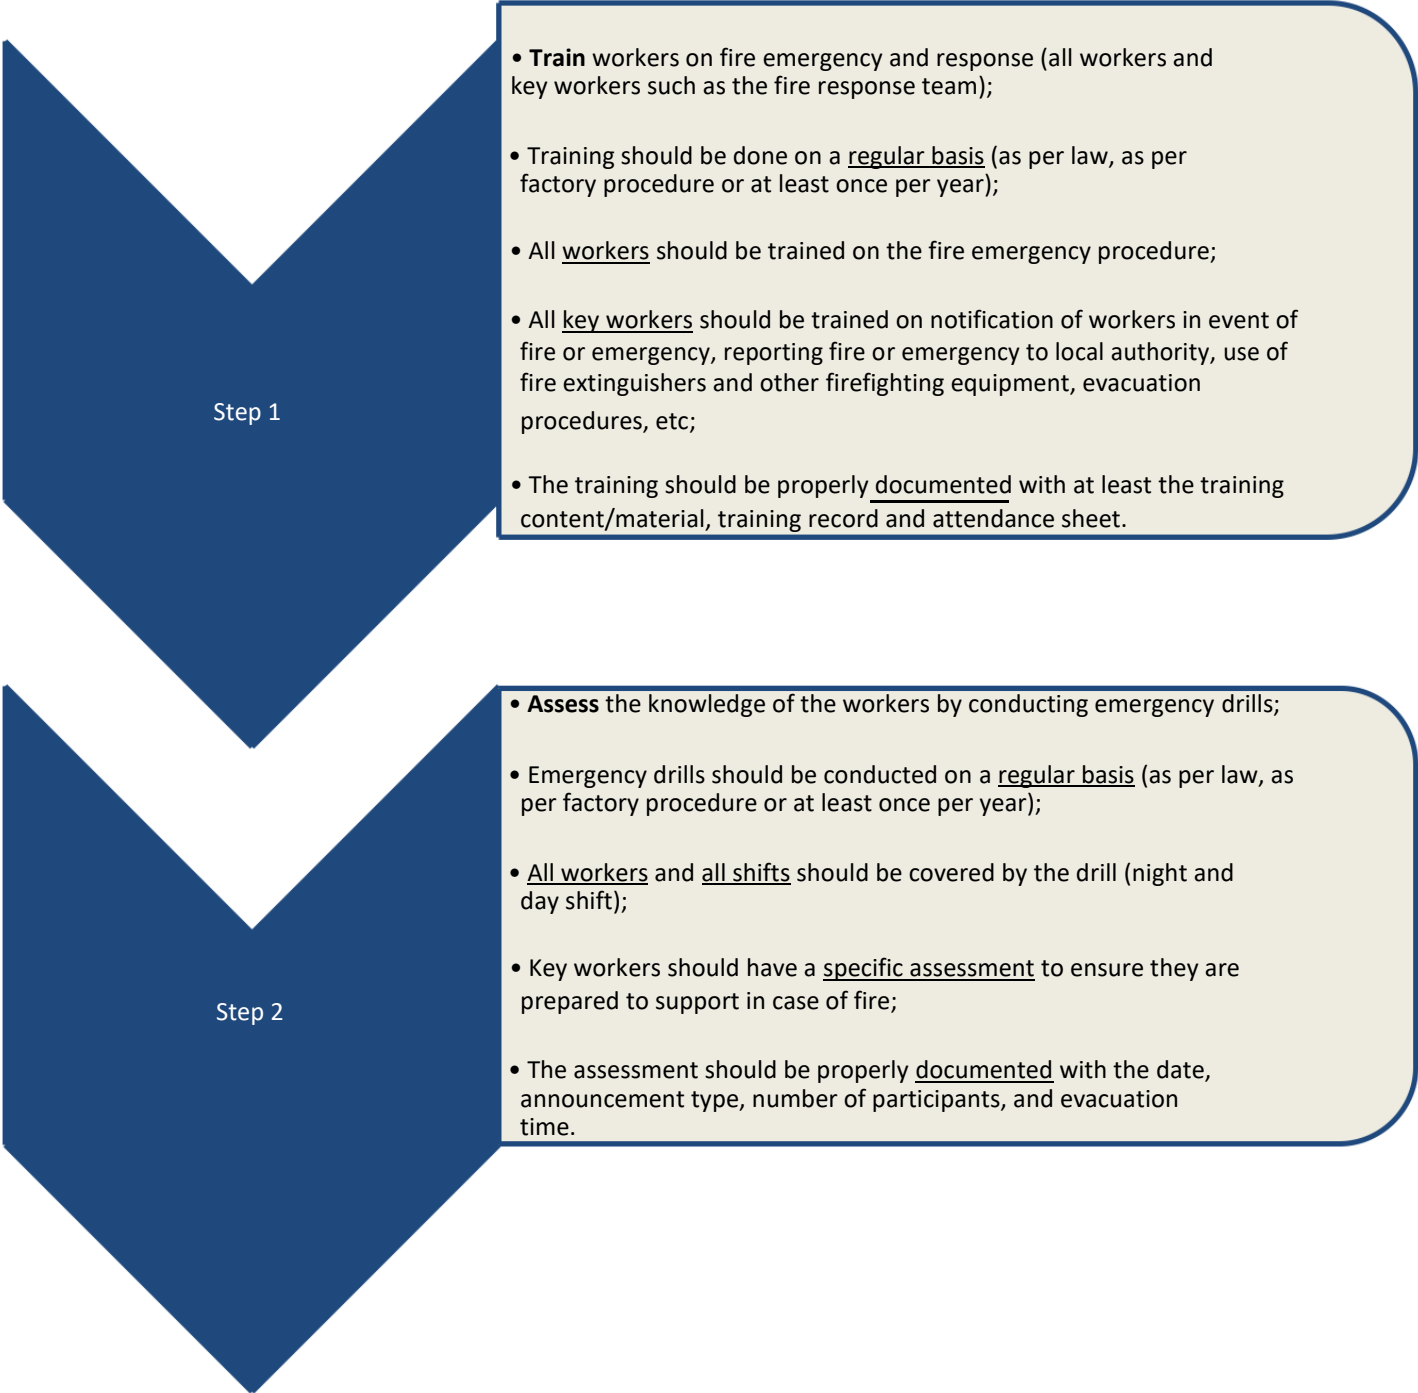 • Train workers on fire emergency and response (all workers and
key workers such as the fire response team);
• Training should be done on a regular basis (as per law, as per
factory procedure or at least once per year);
• All workers should be trained on the fire emergency procedure;
• All key workers should be trained on notification of workers in event of
fire or emergency, reporting fire or emergency to local authority, use of
fire extinguishers and other firefighting equipment, evacuation
procedures, etc;
Step 1
• The training should be properly documented with at least the training
content/material, training record and attendance sheet.
• Assess the knowledge of the workers by conducting emergency drills;
• Emergency drills should be conducted on a regular basis (as per law, as
per factory procedure or at least once per year);
• All workers and all shifts should be covered by the drill (night and
day shift);
• Key workers should have a specific assessment to ensure they are
prepared to support in case of fire;
Step 2
• The assessment should be properly documented with the date,
announcement type, number of participants, and evacuation
time.